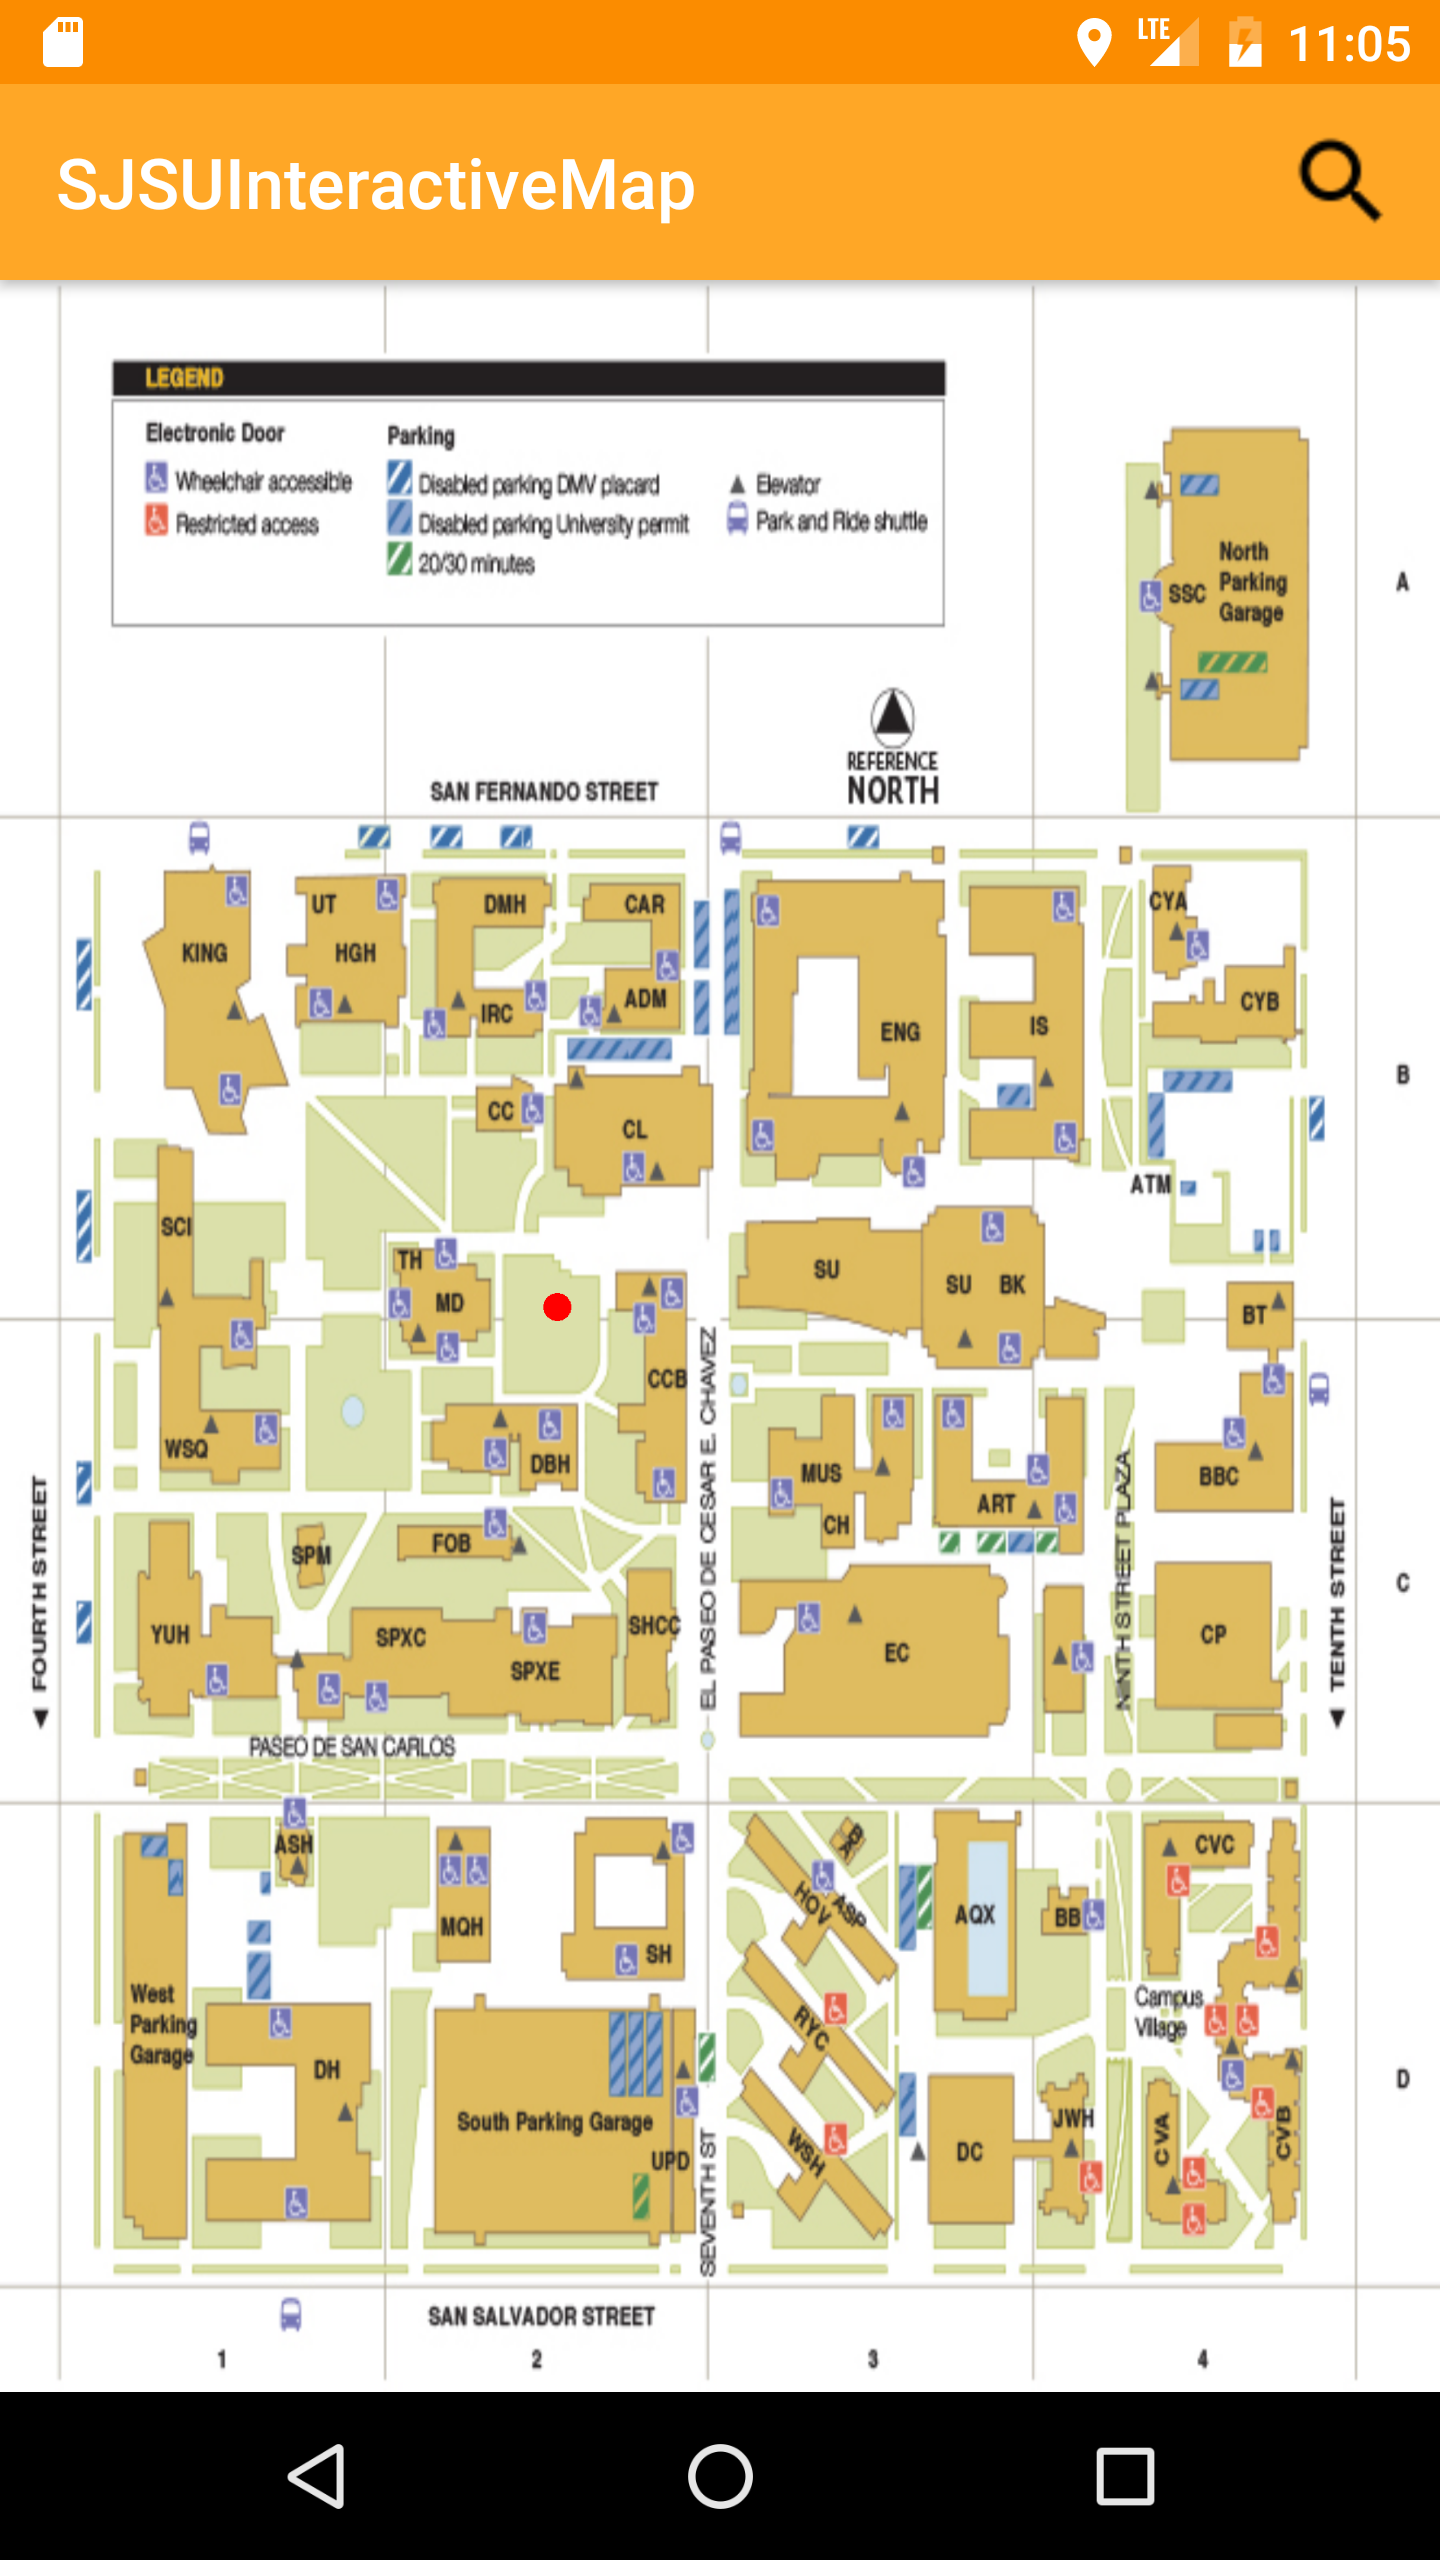 LTE 11:05
SJSUInteractiveMap
LEGEND
Electronic Door
Parking
Wheelchair accessible
Disabled parking DMV placard
Elevator
Restricted access
Disabled parking University permit
Park and Ride shuttle
20/30 minutes
North
Parking
Garage
SSC
A
REFERENCE
NORTH
SAN FERNANDO STREET
UT
DMH
CAR
CYA
KING
HGH
IRC
ADM
ENG
IS
CYB
B
CC
CL
ATM
SCI
TH
MD
SU
SU
BK
BT
CCB
EL PASEO DE CESAR E. CHAVEZ
WSQ
DBH
MUS
CH
ART
BBC
FOURTH STREET
NINTH STREET PLAZA
TENTH STREET
SPM
FOB
C
YUH
SPXC
SPXE
SHCC
EC
CP
PASEO DE SAN CARLOS
ASH
MQH
SH
BA
HOV
ASP
AQX
BB
CVC
West
Parking
Garage
RYC
Campus
Village
DH
South Parking Garage
UPD
SEVENTH ST
WSH
DC
JWH
CVA
CVB
D
SAN SALVADOR STREET
1
2
3
4